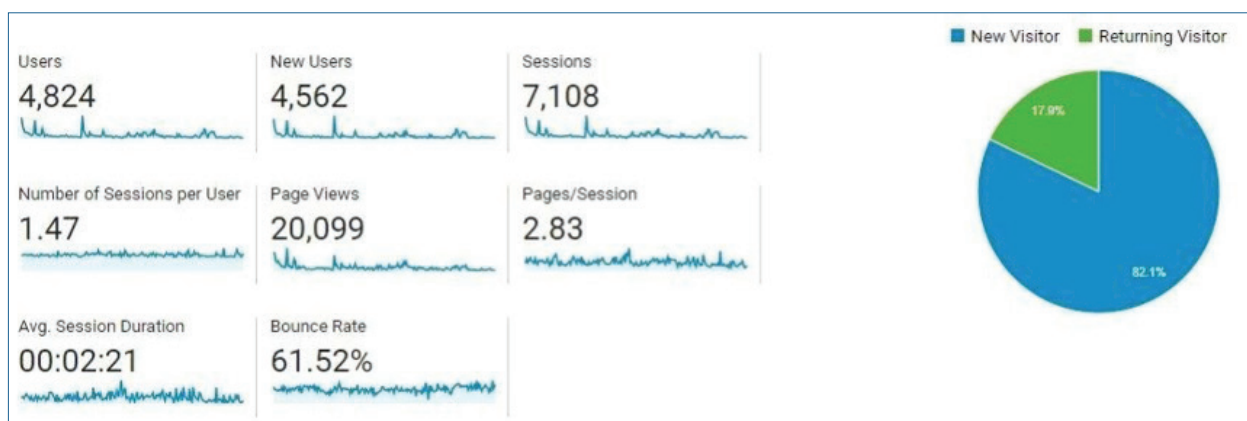 New Visitor Returning Visitor
Users New Users Sessions
4,824 4,562 7,108
17.9%
Number of Sessions per User Page Views Pages/Session
1.47 20,099 2.83
82.1%
Avg. Session Duration Bounce Rate
00:02:21 61.52%